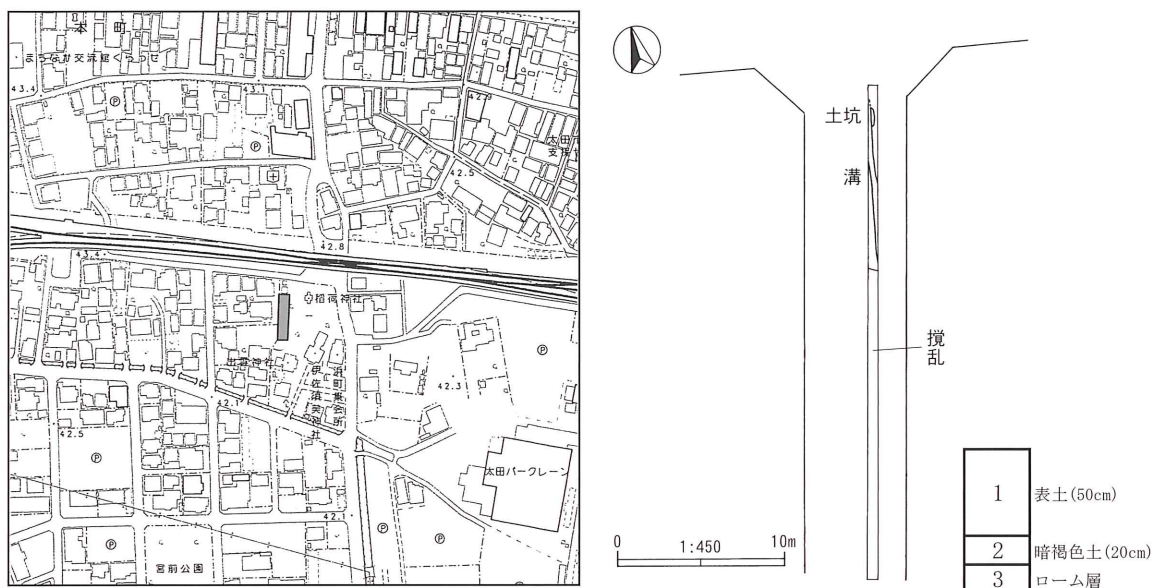 本町
まちなか交流館くらっせ
43.4
43.1
42.9
Ⓟ
Ⓟ
太田市
42.5
42.8
43.4
稲荷神社
出雲神社
伊佐須美神社
浜町集会所
Ⓟ
42.3
42.1
42.5
Ⓟ
太田パークレーン
42.1
Ⓟ
Ⓟ
Ⓟ
宮前公園
土坑
溝
撹乱
0
1:450
10m
1
表土(50cm)
2
暗褐色土(20cm)
3
ローム層